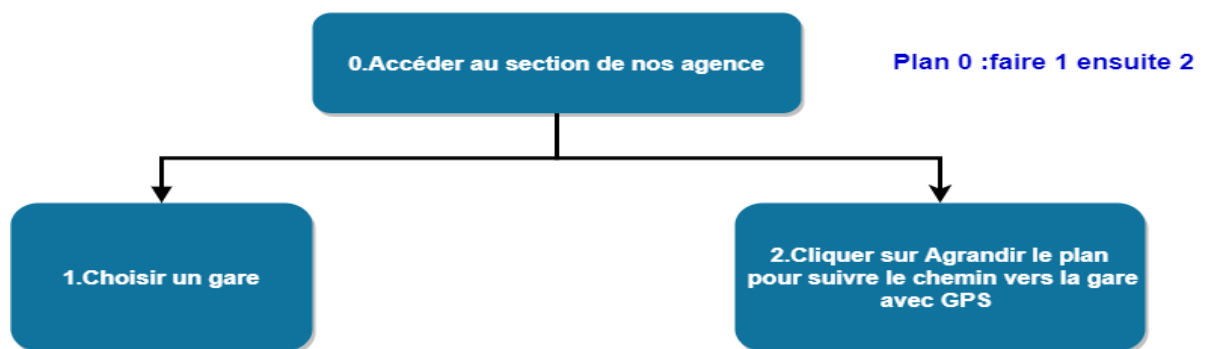 0.Accéder au section de nos agence
Plan 0 :faire 1 ensuite 2
1.Choisir un gare
2.Cliquer sur Agrandir le plan
pour suivre le chemin vers la gare
avec GPS